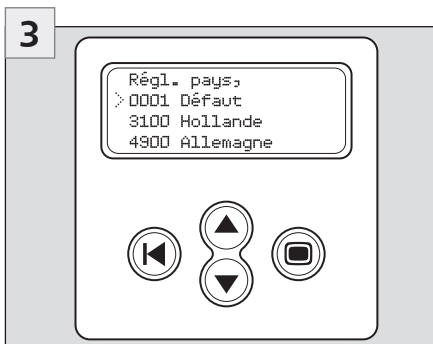 3
Régl. pays,
>0001 Défaut
3100 Hollande
4900 Allemagne